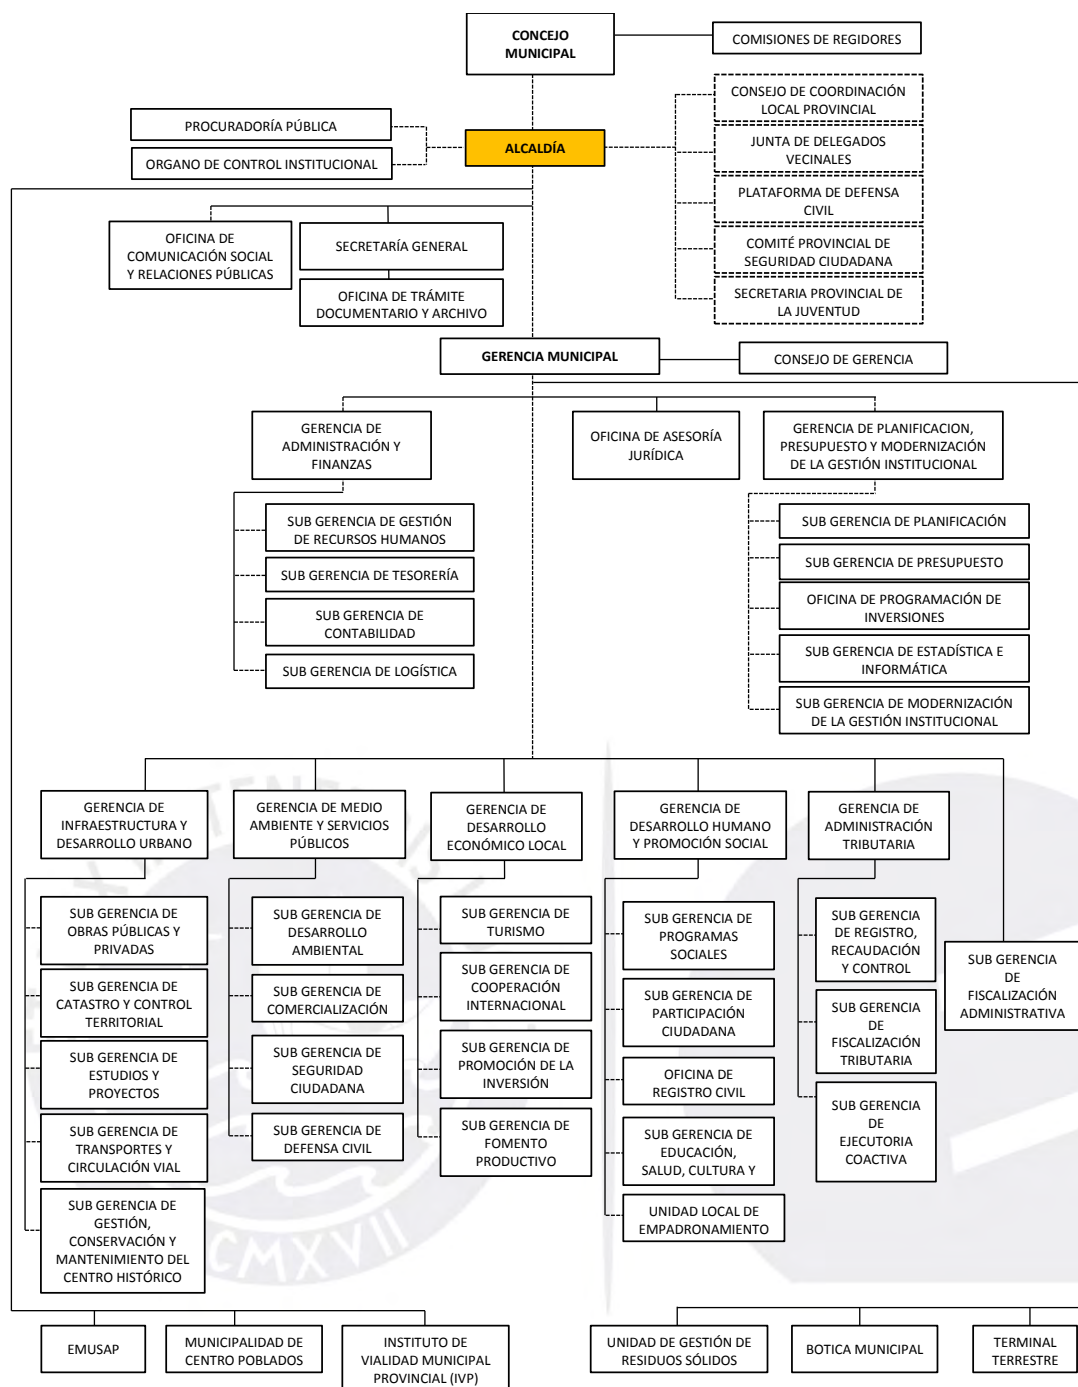 CONCEJO
MUNICIPAL
COMISIONES DE REGIDORES
CONSEJO DE COORDINACIÓN
LOCAL PROVINCIAL
PROCURADORÍA PÚBLICA
ALCALDÍA
JUNTA DE DELEGADOS
VECINALES
ORGANO DE CONTROL INSTITUCIONAL
PLATAFORMA DE DEFENSA
CIVIL
OFICINA DE
COMUNICACIÓN SOCIAL
Y RELACIONES PÚBLICAS
SECRETARÍA GENERAL
COMITÉ PROVINCIAL DE
SEGURIDAD CIUDADANA
OFICINA DE TRÁMITE
DOCUMENTARIO Y ARCHIVO
SECRETARIA PROVINCIAL DE
LA JUVENTUD
GERENCIA MUNICIPAL
CONSEJO DE GERENCIA
GERENCIA DE
ADMINISTRACIÓN Y
FINANZAS
OFICINA DE ASESORÍA
JURÍDICA
GERENCIA DE PLANIFICACION,
PRESUPUESTO Y MODERNIZACIÓN
DE LA GESTIÓN INSTITUCIONAL
SUB GERENCIA DE GESTIÓN
DE RECURSOS HUMANOS
SUB GERENCIA DE TESORERÍA
SUB GERENCIA DE
CONTABILIDAD
SUB GERENCIA DE LOGÍSTICA
SUB GERENCIA DE PLANIFICACIÓN
SUB GERENCIA DE PRESUPUESTO
OFICINA DE PROGRAMACIÓN DE
INVERSIONES
SUB GERENCIA DE ESTADÍSTICA E
INFORMÁTICA
SUB GERENCIA DE MODERNIZACIÓN
DE LA GESTIÓN INSTITUCIONAL
GERENCIA DE
INFRAESTRUCTURA Y
DESARROLLO URBANO
GERENCIA DE MEDIO
AMBIENTE Y SERVICIOS
PÚBLICOS
GERENCIA DE
DESARROLLO
ECONÓMICO LOCAL
GERENCIA DE
DESARROLLO HUMANO
Y PROMOCIÓN SOCIAL
GERENCIA DE
ADMINISTRACIÓN
TRIBUTARIA
SUB GERENCIA DE
OBRAS PÚBLICAS Y
PRIVADAS
SUB GERENCIA DE
CATASTRO Y CONTROL
TERRITORIAL
SUB GERENCIA DE
ESTUDIOS Y
PROYECTOS
SUB GERENCIA DE
TRANSPORTES Y
CIRCULACIÓN VIAL
SUB GERENCIA DE
GESTIÓN,
CONSERVACIÓN Y
MANTENIMIENTO DEL
CENTRO HISTÓRICO
SUB GERENCIA DE
DESARROLLO
AMBIENTAL
SUB GERENCIA DE
COMERCIALIZACIÓN
SUB GERENCIA DE
SEGURIDAD
CIUDADANA
SUB GERENCIA DE
DEFENSA CIVIL
SUB GERENCIA DE
TURISMO
SUB GERENCIA DE
COOPERACIÓN
INTERNACIONAL
SUB GERENCIA DE
PROMOCIÓN DE LA
INVERSIÓN
SUB GERENCIA DE
FOMENTO
PRODUCTIVO
SUB GERENCIA DE
PROGRAMAS
SOCIALES
SUB GERENCIA DE
PARTICIPACIÓN
CIUDADANA
OFICINA DE
REGISTRO CIVIL
SUB GERENCIA DE
EDUCACIÓN,
SALUD, CULTURA Y
UNIDAD LOCAL DE
EMPADRONAMIENTO
SUB GERENCIA
DE REGISTRO,
RECAUDACIÓN
Y CONTROL
SUB GERENCIA
DE
FISCALIZACIÓN
TRIBUTARIA
SUB GERENCIA
DE
EJECUTORIA
COACTIVA
SUB GERENCIA
DE
FISCALIZACIÓN
ADMINISTRATIVA
EMUSAP
MUNICIPALIDAD DE
CENTRO POBLADOS
INSTITUTO DE
VIALIDAD MUNICIPAL
PROVINCIAL (IVP)
UNIDAD DE GESTIÓN DE
RESIDUOS SÓLIDOS
BOTICA MUNICIPAL
TERMINAL
TERRESTRE